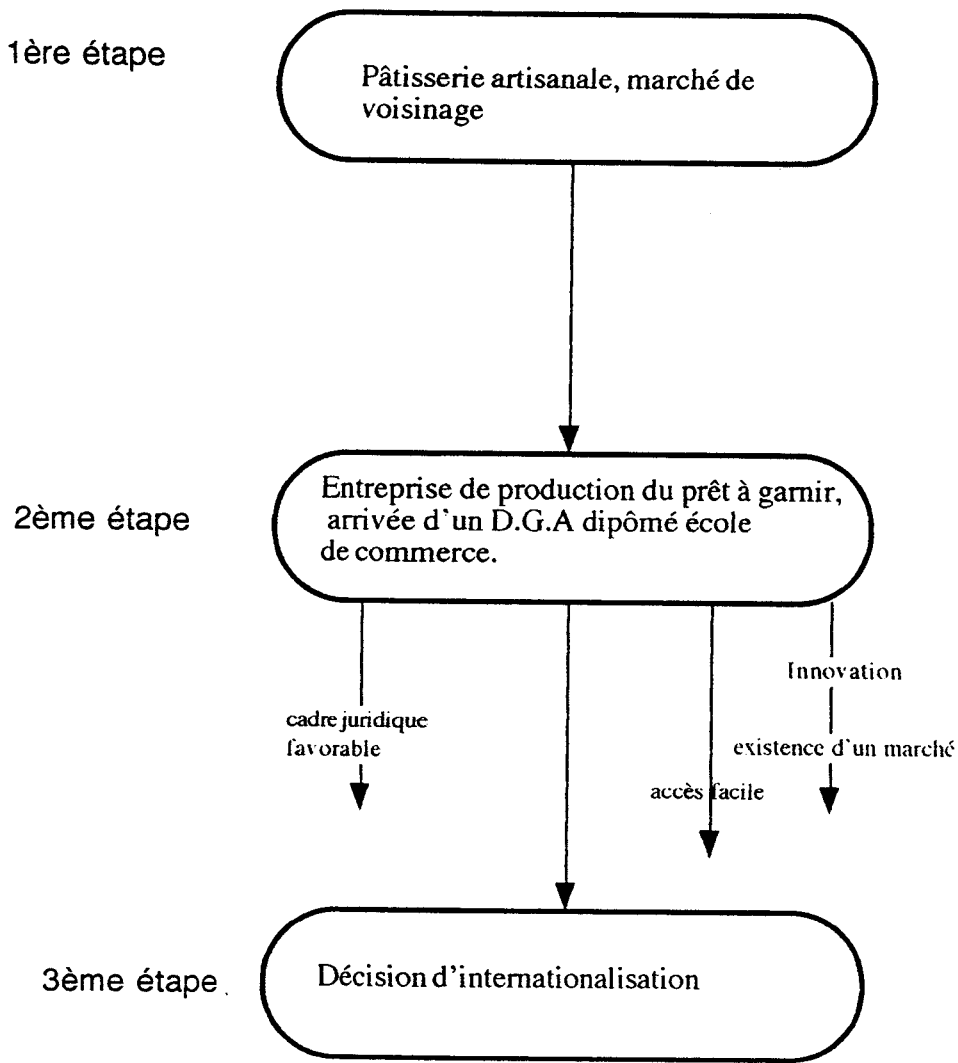 1ère étape
Pâtisserie artisanale, marché de
voisinage
2ème étape
Entreprise de production du prêt à garnir,
arrivée d'un D.G.A dipômé école
de commerce.
Innovation
cadre juridique
favorable
existence d'un marché
accès facile
3ème étape
Décision d'internationalisation